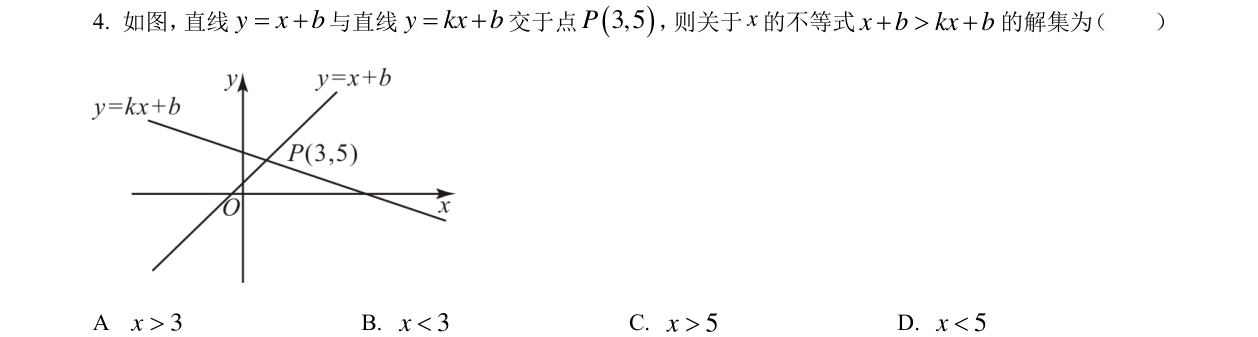 4. 如图，直线 y = x + b 与直线 y = kx + b 交于点 P(3,5)，则关于 x 的不等式 x + b > kx + b 的解集为（ ）
y
y=x+b
y=kx+b
P(3,5)
O
x
A x > 3 B. x < 3 C. x > 5 D. x < 5